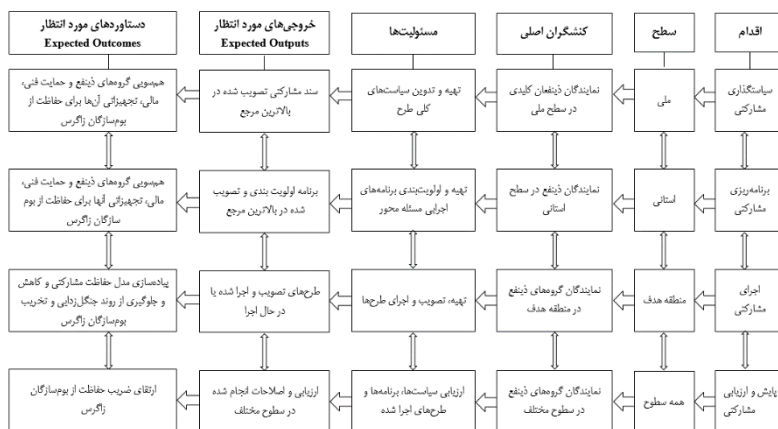 اقدام
سطح
کنشگران اصلی
مسئولیت‌ها
خروجی‌های مورد انتظار
Expected Outputs
دستاوردهای مورد انتظار
Expected Outcomes
سیاستگذاری
مشارکتی
ملی
نمایندگان ذینفعان کلیدی
در سطح ملی
تهیه و تدوین سیاست‌های
کلی طرح
سند مشارکتی تصویب شده در
بالاترین مرجع
هم‌سویی گروه‌های ذینفع و حمایت فنی،
مالی، تجهیزاتی آن‌ها برای حفاظت از
بوم‌سازگان زاگرس
برنامه‌ریزی
مشارکتی
استانی
نمایندگان ذینفع در سطح
استانی
تهیه و اولویت‌بندی برنامه‌های
اجرایی مسئله محور
برنامه اولویت بندی و تصویب
شده در بالاترین مرجع
هم‌سویی گروه‌های ذینفع و حمایت فنی،
مالی، تجهیزاتی آنها برای حفاظت از بوم
سازگان زاگرس
اجرای
مشارکتی
منطقه هدف
نمایندگان گروه‌های ذینفع
در منطقه هدف
تهیه، تصویب و اجرای طرح‌ها
طرح‌های تصویب و اجرا شده یا
در حال اجرا
پیاده‌سازی مدل حفاظت مشارکتی و کاهش
و جلوگیری از روند جنگل‌زدایی و تخریب
بوم‌سازگان زاگرس
پایش و ارزیابی
مشارکتی
همه سطوح
نمایندگان گروه‌های ذینفع
در سطوح مختلف
ارزیابی سیاست‌ها، برنامه‌ها و
طرح‌های اجرا شده
ارزیابی و اصلاحات انجام شده
در سطوح مختلف
ارتقای ضریب حفاظت از بوم‌سازگان
زاگرس